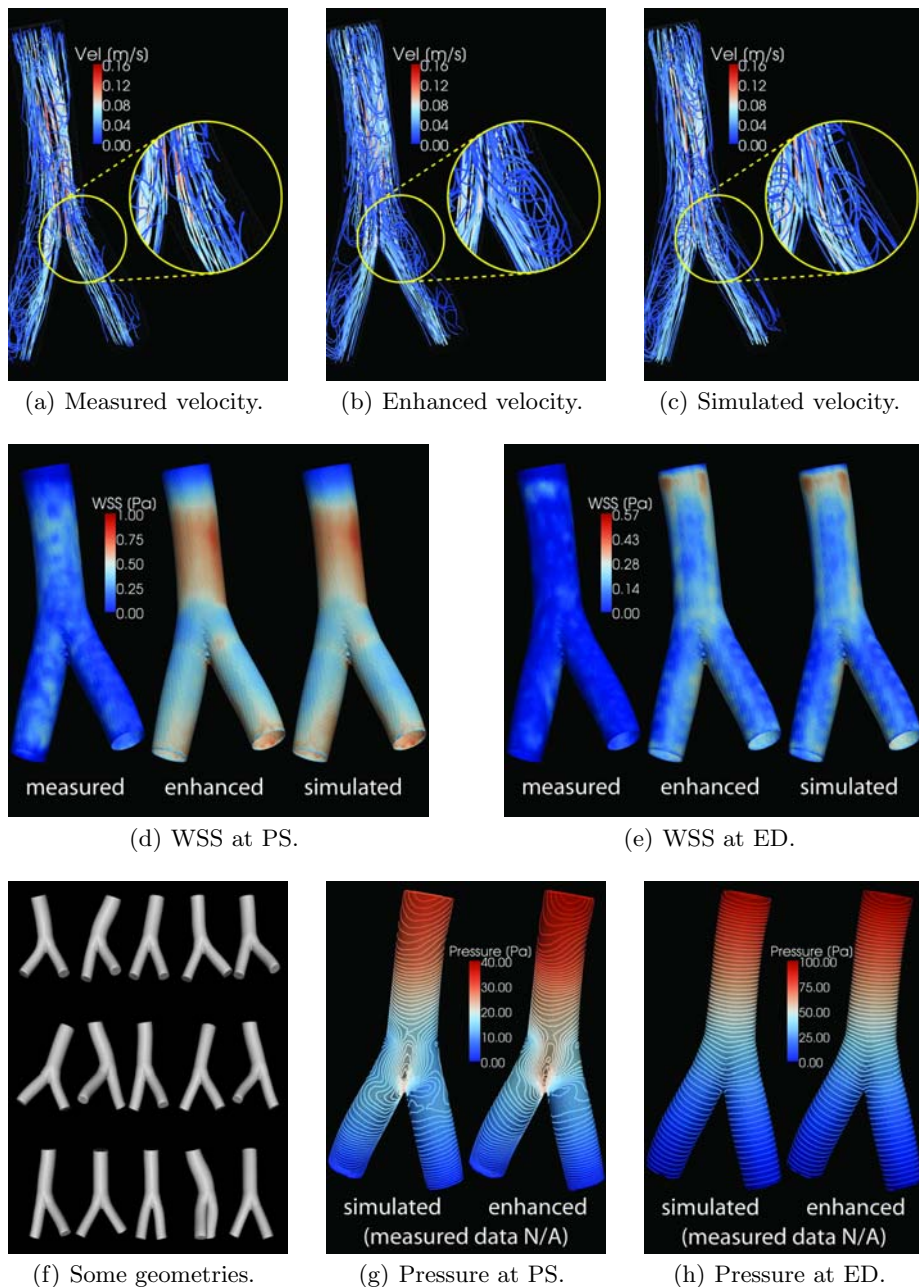 Vel [m/s]
0.16
0.12
0.08
0.04
0.00
Vel [m/s]
0.16
0.12
0.08
0.04
0.00
Vel [m/s]
0.16
0.12
0.08
0.04
0.00
(a) Measured velocity.
(b) Enhanced velocity.
(c) Simulated velocity.
WSS [Pa]
1.00
0.75
0.50
0.25
0.00
measured enhanced simulated
WSS [Pa]
0.57
0.43
0.28
0.14
0.00
measured enhanced simulated
(d) WSS at PS.
(e) WSS at ED.
Pressure [Pa]
40.00
30.00
20.00
10.00
0.00
simulated enhanced
(measured data N/A)
Pressure [Pa]
100.00
75.00
50.00
25.00
0.00
simulated enhanced
(measured data N/A)
(f) Some geometries.
(g) Pressure at PS.
(h) Pressure at ED.